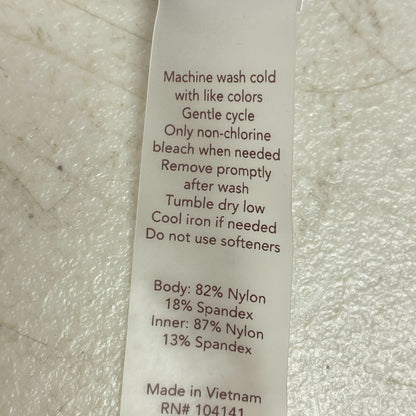 Machine wash cold
with like colors
Gentle cycle
Only non-chlorine
bleach when needed
Remove promptly
after wash
Tumble dry low
Cool iron if needed
Do not use softeners
Body: 82% Nylon
18% Spandex
Inner: 87% Nylon
13% Spandex
Made in Vietnam
RN# 104141